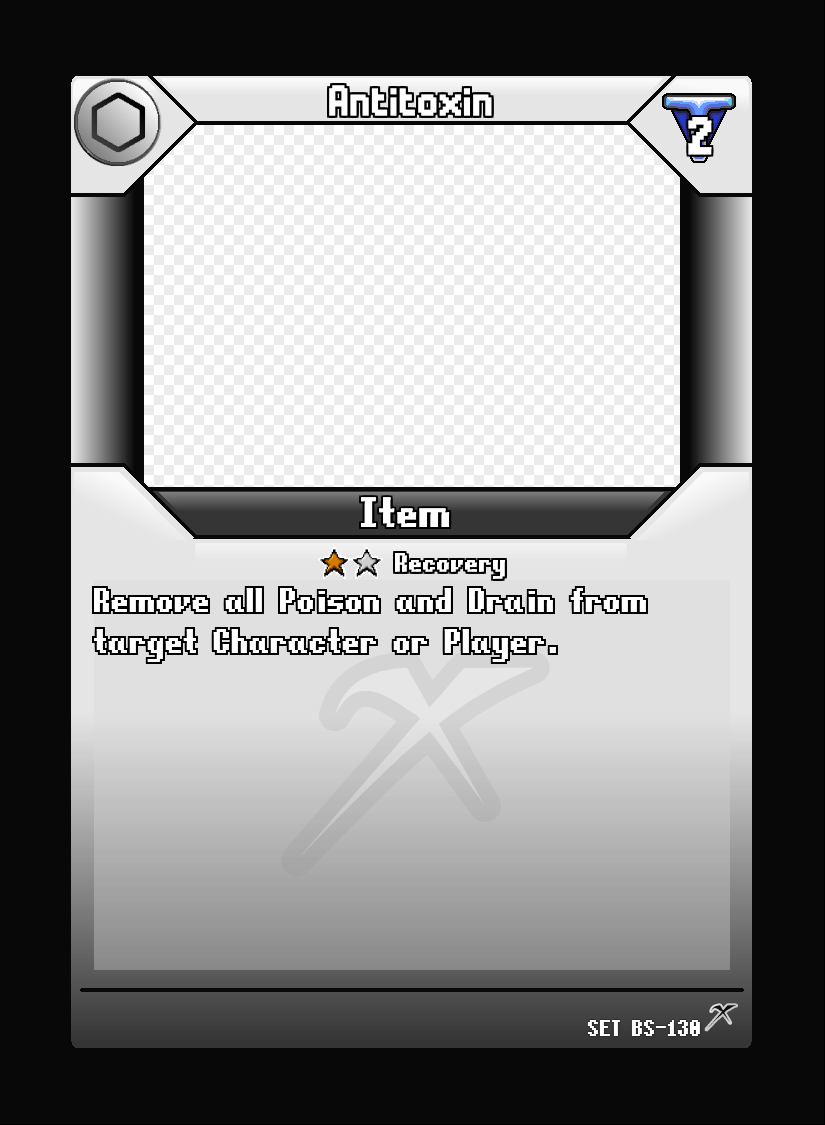 Antitoxin
2
Item
Recovery
Remove all Poison and Drain from
target Character or Player.
SET BS-130